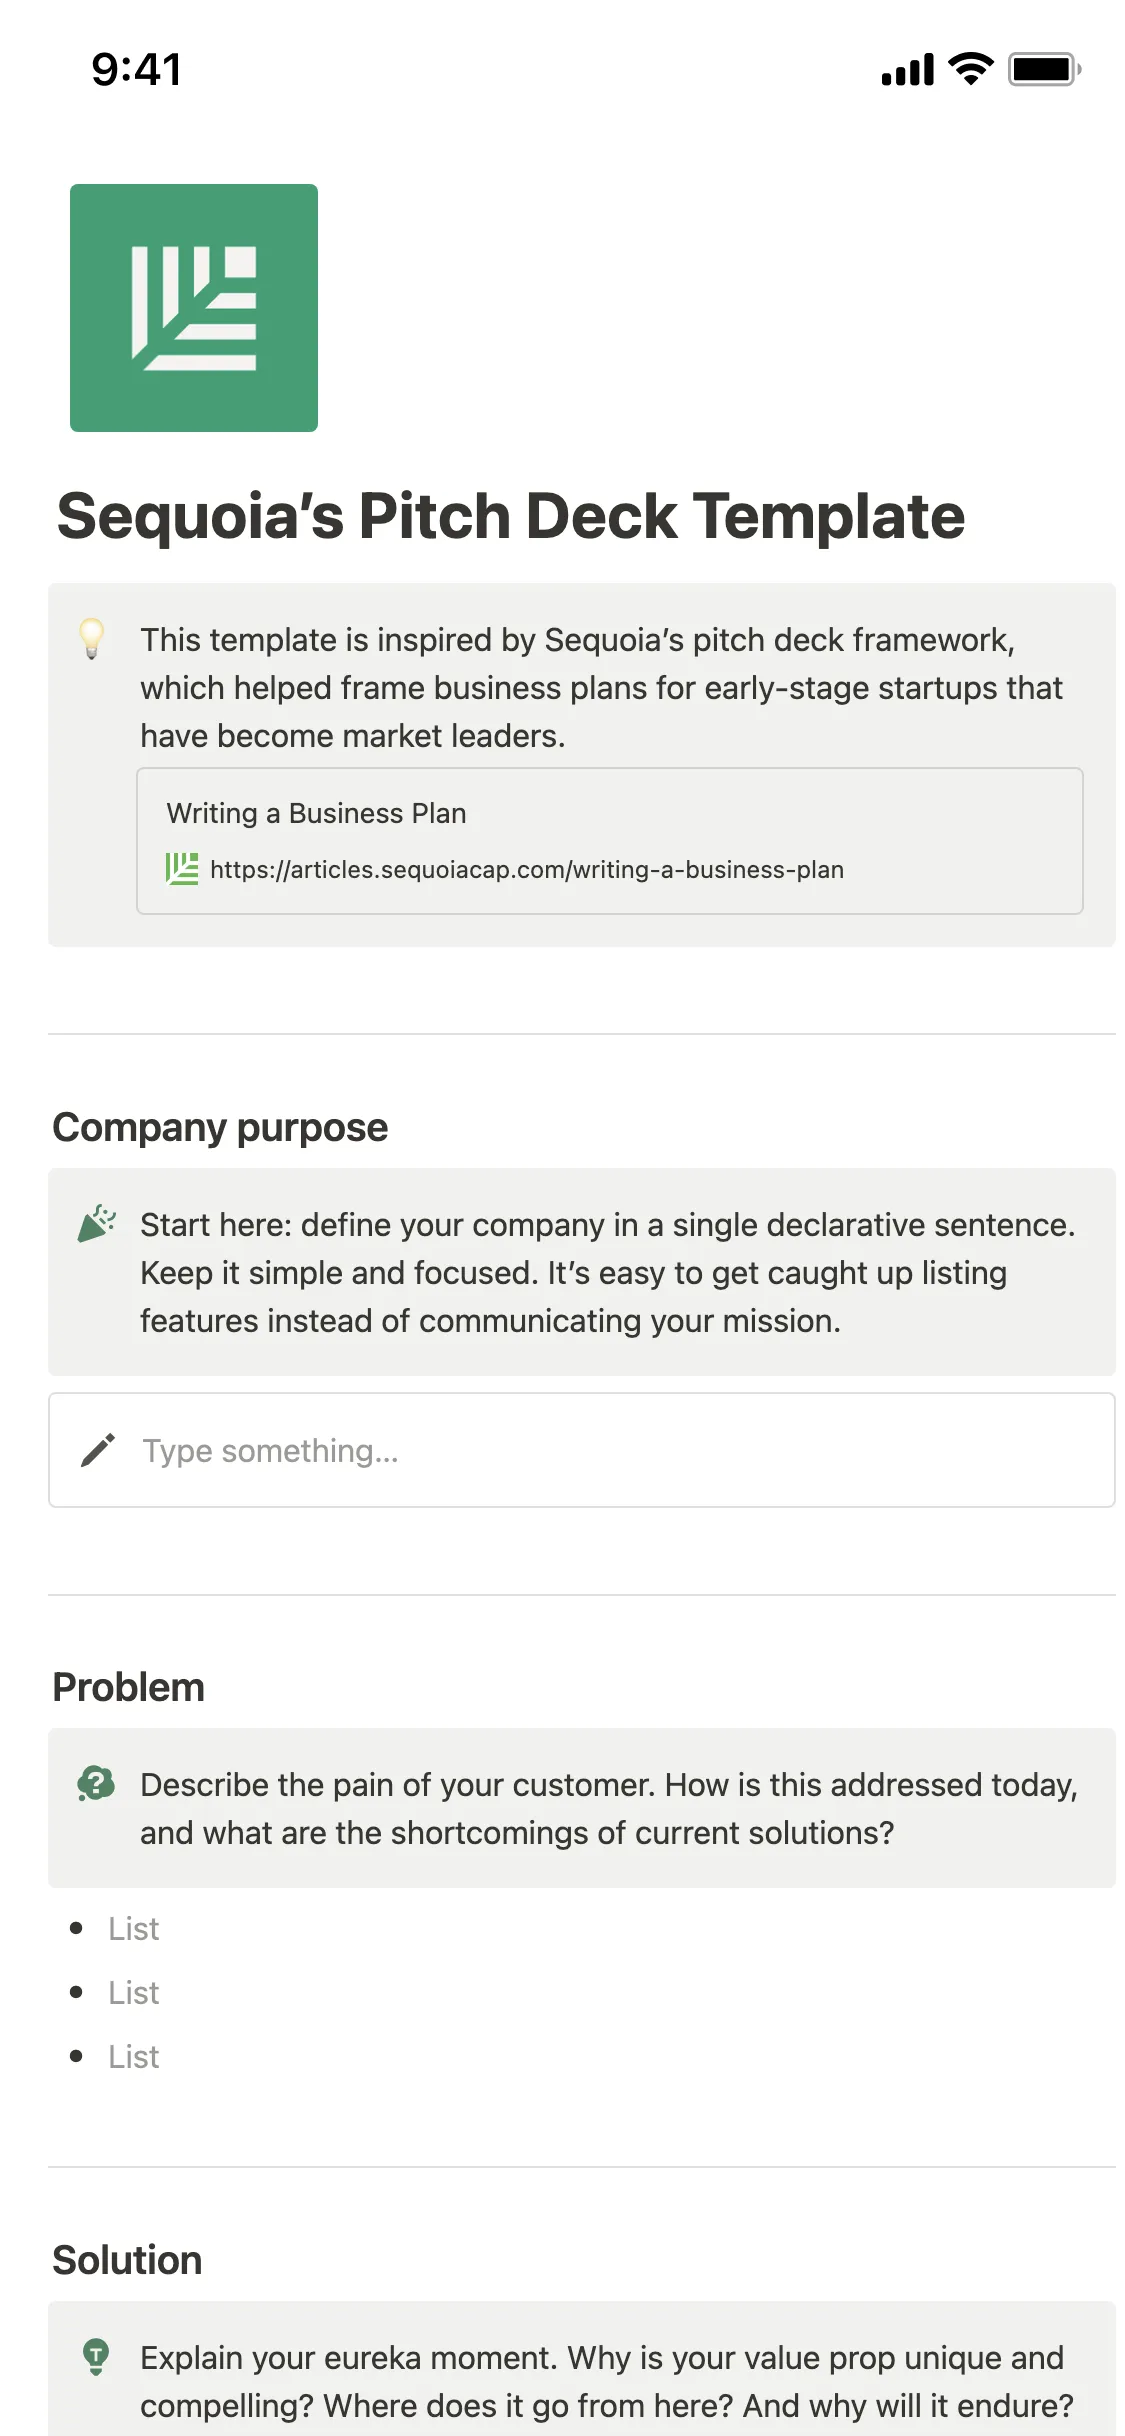 9:41
Sequoia’s Pitch Deck Template
This template is inspired by Sequoia’s pitch deck framework,
which helped frame business plans for early-stage startups that
have become market leaders.
Writing a Business Plan
https://articles.sequoiacap.com/writing-a-business-plan
Company purpose
Start here: define your company in a single declarative sentence.
Keep it simple and focused. It’s easy to get caught up listing
features instead of communicating your mission.
Type something...
Problem
Describe the pain of your customer. How is this addressed today,
and what are the shortcomings of current solutions?
• List
• List
• List
Solution
Explain your eureka moment. Why is your value prop unique and
compelling? Where does it go from here? And why will it endure?